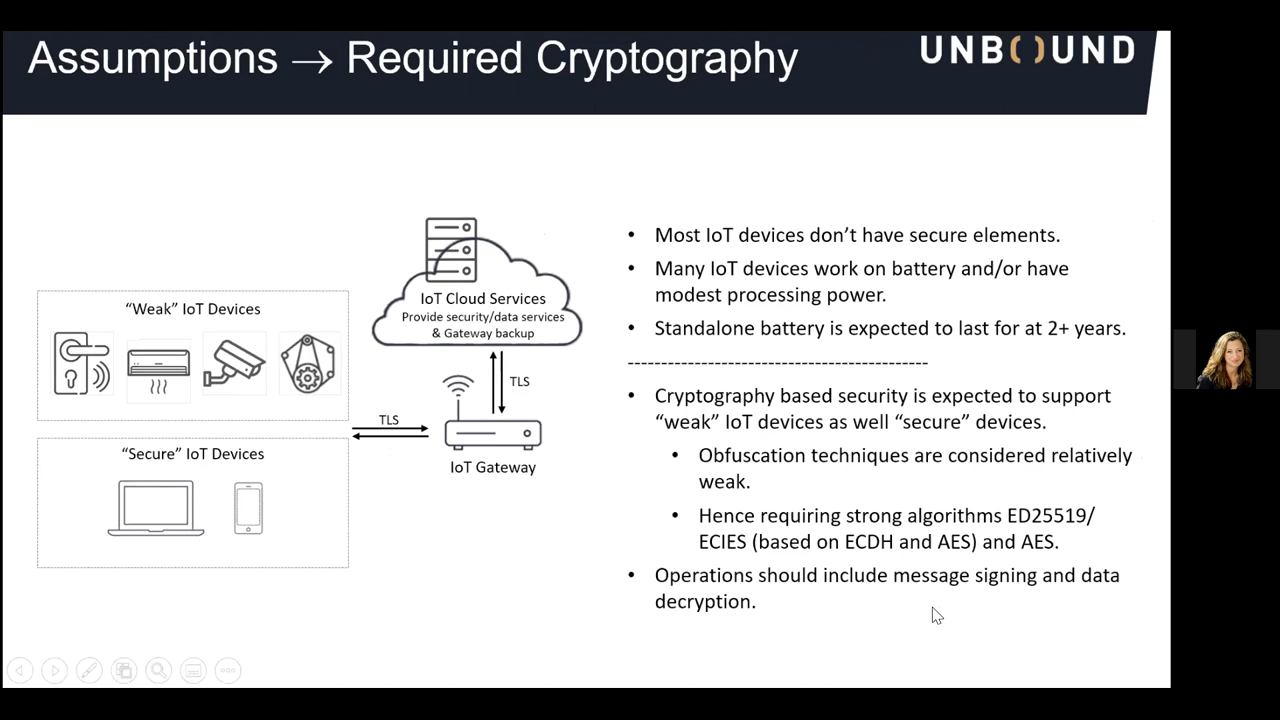 Assumptions → Required Cryptography
UNBOUND
"Weak" IoT Devices
"Secure" IoT Devices
IoT Cloud Services
Provide security/data services
& Gateway backup
TLS
TLS
IoT Gateway
• Most IoT devices don't have secure elements.
• Many IoT devices work on battery and/or have
modest processing power.
• Standalone battery is expected to last for at 2+ years.
--------------------------------------------
• Cryptography based security is expected to support
"weak" IoT devices as well "secure" devices.
• Obfuscation techniques are considered relatively
weak.
• Hence requiring strong algorithms ED25519/
ECIES (based on ECDH and AES) and AES.
• Operations should include message signing and data
decryption.